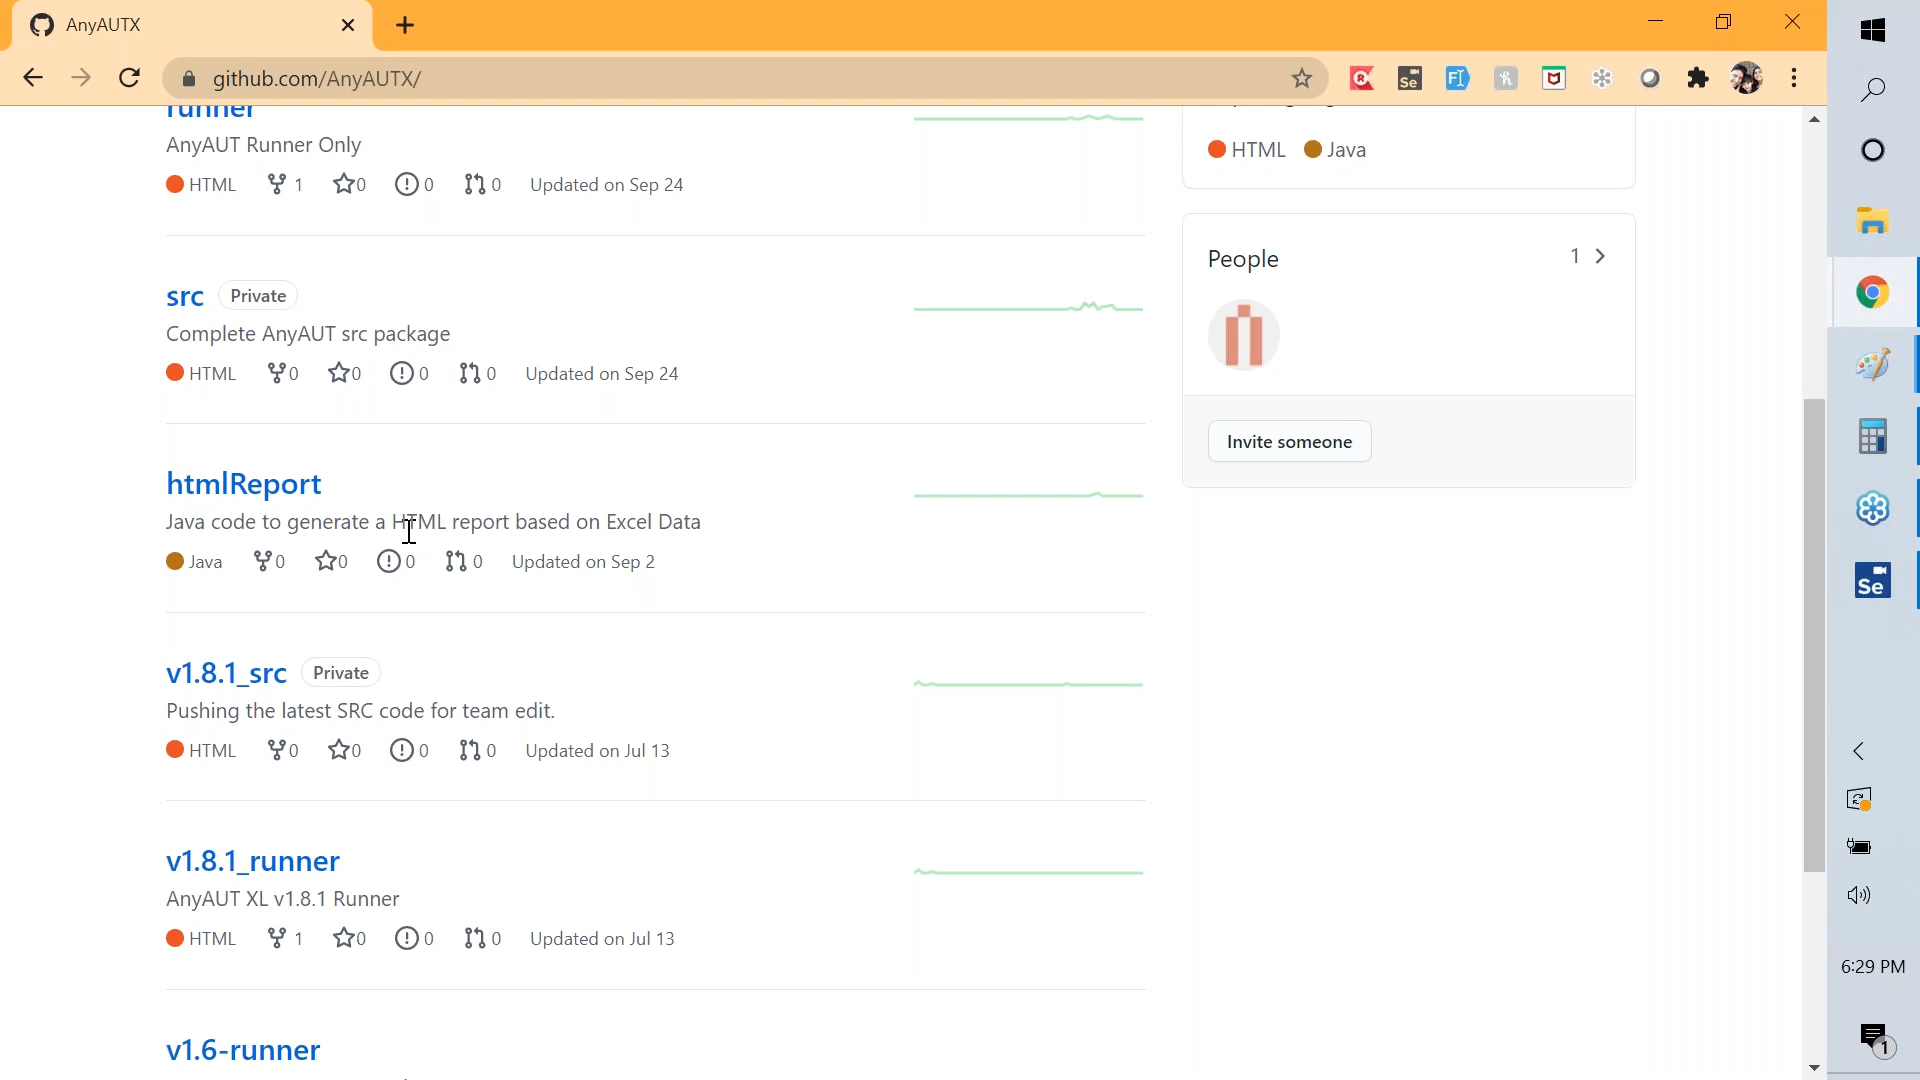 AnyAUTX
github.com/AnyAUTX/
runner
AnyAUT Runner Only
HTML 1 0 0 0 Updated on Sep 24
src Private
Complete AnyAUT src package
HTML 0 0 0 0 Updated on Sep 24
htmlReport
Java code to generate a HTML report based on Excel Data
Java 0 0 0 0 Updated on Sep 2
v1.8.1_src Private
Pushing the latest SRC code for team edit.
HTML 0 0 0 0 Updated on Jul 13
v1.8.1_runner
AnyAUT XL v1.8.1 Runner
HTML 1 0 0 0 Updated on Jul 13
v1.6-runner
HTML Java
People 1
Invite someone
Se
6:29 PM
1